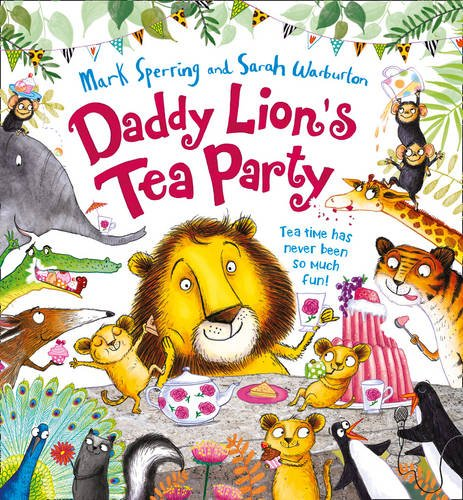 Mark Sperring and Sarah Warburton
Daddy Lion's
Tea Party
Tea time has
never been
so much
fun!